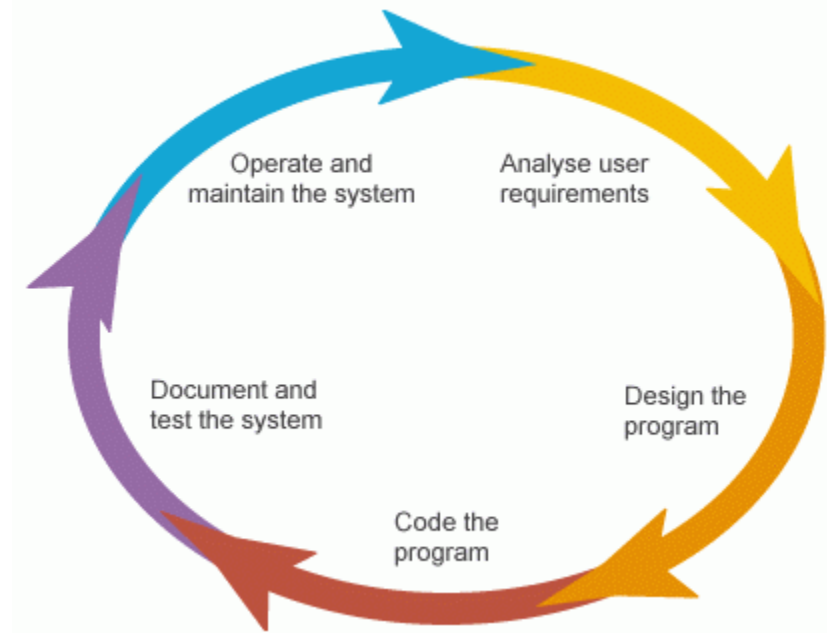 Operate and
maintain the system
Analyse user
requirements
Design the
program
Code the
program
Document and
test the system